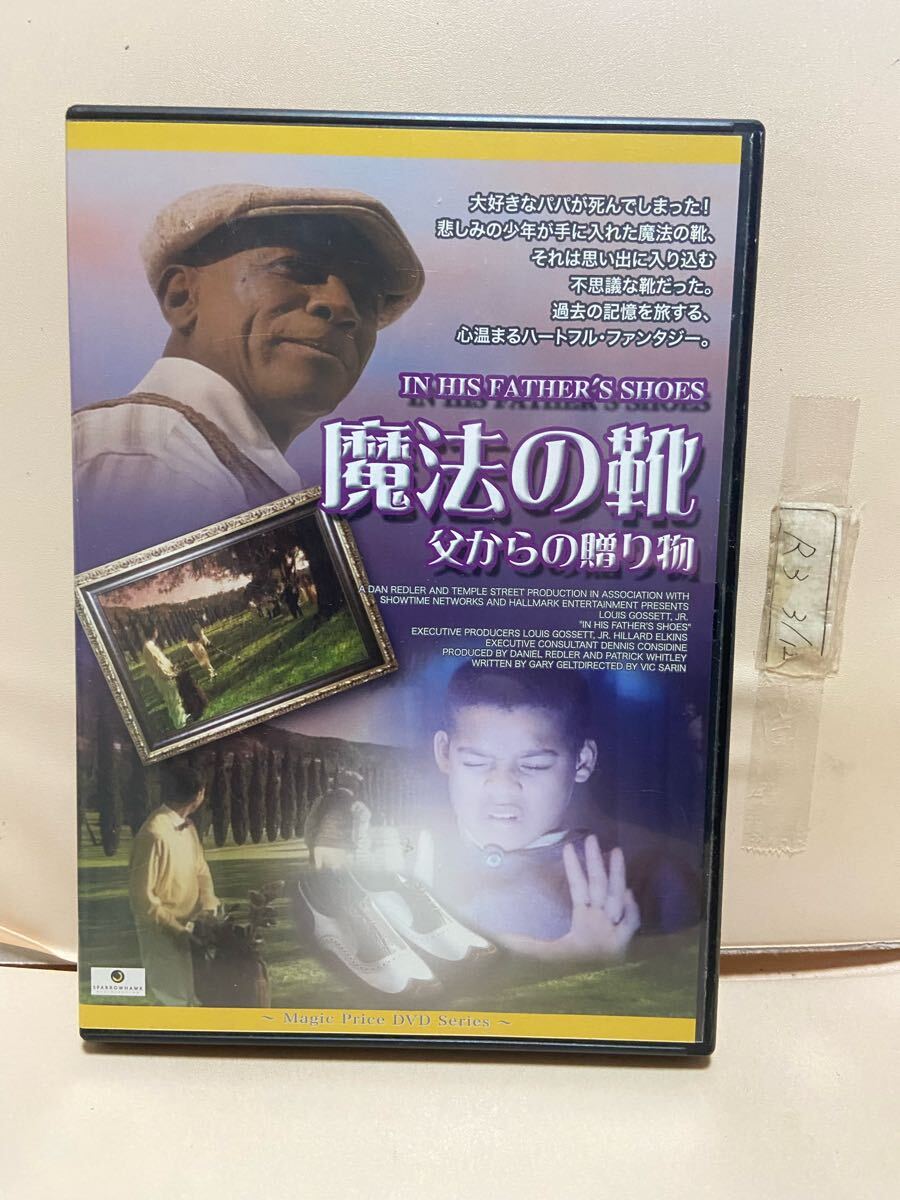 大好きなパパが死んでしまった!
悲しみの少年が手に入れた魔法の靴、
それは思い出に入り込む
不思議な靴だった。
過去の記憶を旅する、
心温まるハートフル・ファンタジー。
IN HIS FATHER'S SHOES
魔法の靴
父からの贈り物
A DAN REDLER AND TEMPLE STREET PRODUCTION IN ASSOCIATION WITH
SHOWTIME NETWORKS AND HALLMARK ENTERTAINMENT PRESENTS
LOUIS GOSSETT, JR.
"IN HIS FATHER'S SHOES"
EXECUTIVE PRODUCERS LOUIS GOSSETT, JR. HILLARD ELKINS
EXECUTIVE CONSULTANT DENNIS CONSIDINE
PRODUCED BY DANIEL REDLER AND PATRICK WHITLEY
WRITTEN BY GARY GELTDIRECTED BY VIC SARIN
SPARROWHAWK
~ Magic Price DVD Series ~
R3